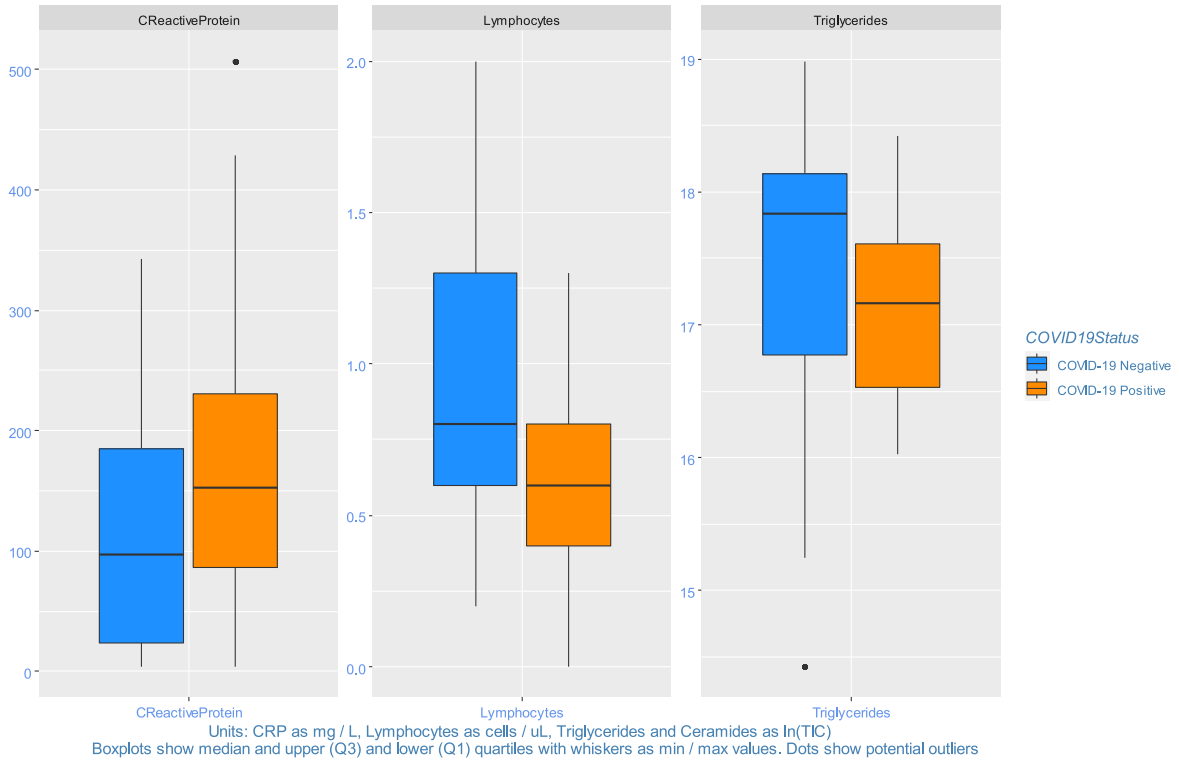 CReactiveProtein
500
400
300
200
100
0
CReactiveProtein
Lymphocytes
2.0
1.5
1.0
0.5
0.0
Lymphocytes
Triglycerides
19
18
17
16
15
Triglycerides
COVID19Status
COVID-19 Negative
COVID-19 Positive
Units: CRP as mg / L, Lymphocytes as cells / uL, Triglycerides and Ceramides as ln(TIC)
Boxplots show median and upper (Q3) and lower (Q1) quartiles with whiskers as min / max values. Dots show potential outliers